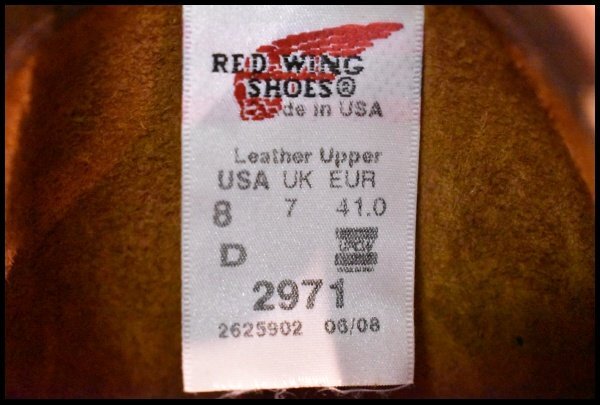 RED WING
SHOES®
de in USA
Leather Upper
USA UK EUR
8 7 41.0
D
UFCW
2971
2625902 06/08